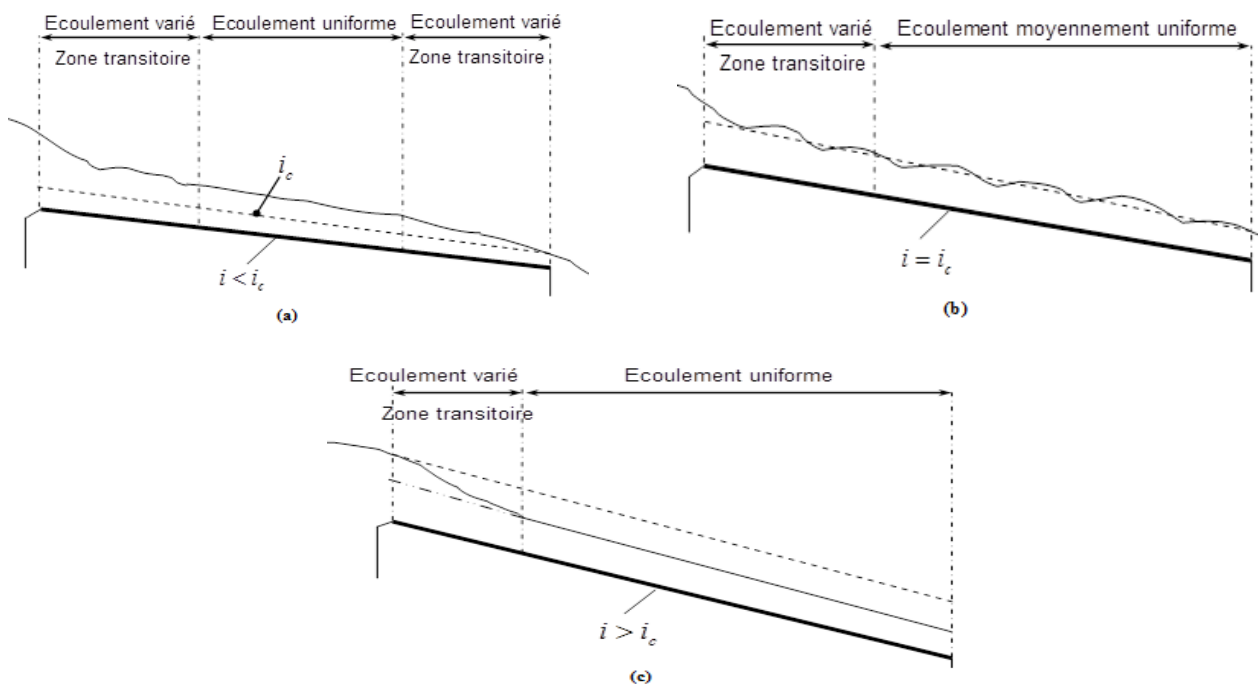 Ecoulement varié
Ecoulement uniforme
Ecoulement varié
Zone transitoire
Zone transitoire
i_c
i < i_c
(a)
Ecoulement varié
Ecoulement moyennement uniforme
Zone transitoire
i = i_c
(b)
Ecoulement varié
Ecoulement uniforme
Zone transitoire
i > i_c
(c)